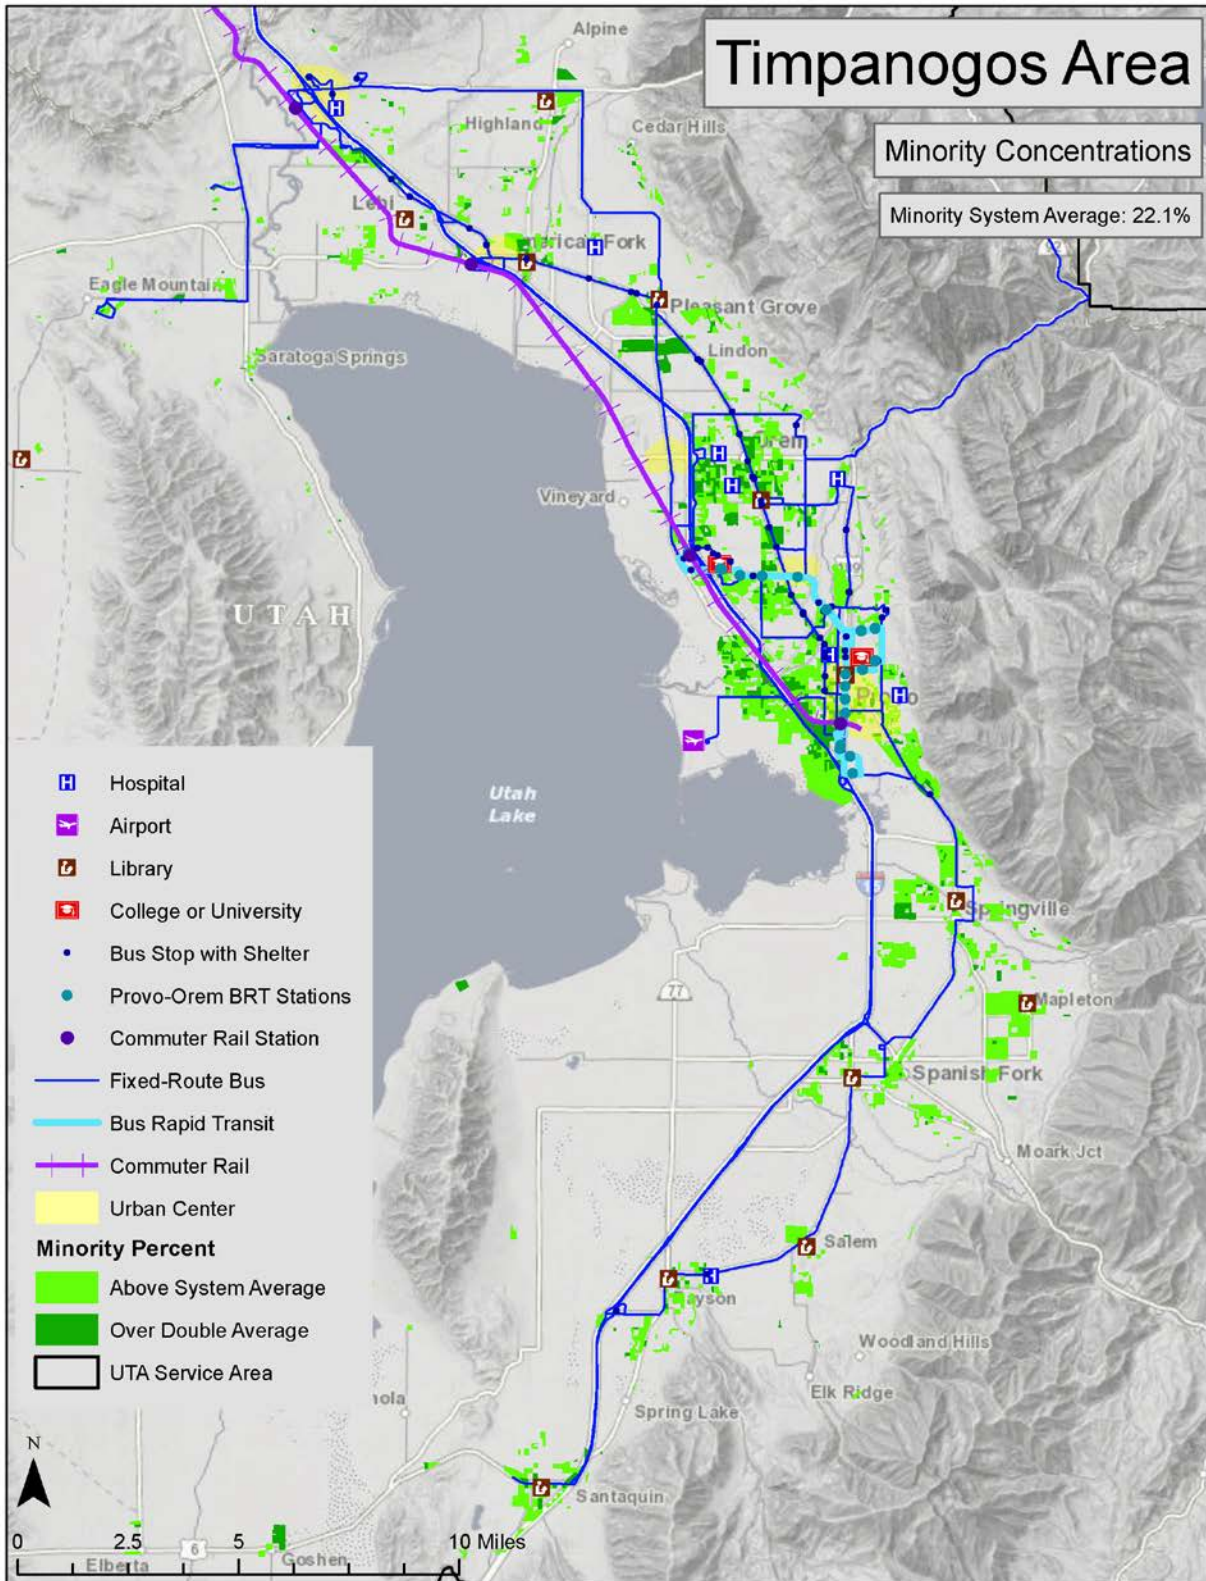 Timpanogos Area
Minority Concentrations
Minority System Average: 22.1%
Alpine
Highland
Cedar Hills
Lehi
American Fork
Eagle Mountain
Pleasant Grove
Lindon
Saratoga Springs
Orem
Vineyard
UTAH
Provo
Utah
Lake
Springville
77
Mapleton
Spanish Fork
Moark Jct
Salem
Payson
Woodland Hills
Elk Ridge
Spring Lake
Santaquin
Goshen
Elberta
6
Hospital
Airport
Library
College or University
Bus Stop with Shelter
Provo-Orem BRT Stations
Commuter Rail Station
Fixed-Route Bus
Bus Rapid Transit
Commuter Rail
Urban Center
Minority Percent
Above System Average
Over Double Average
UTA Service Area
N
0 2.5 5 10 Miles